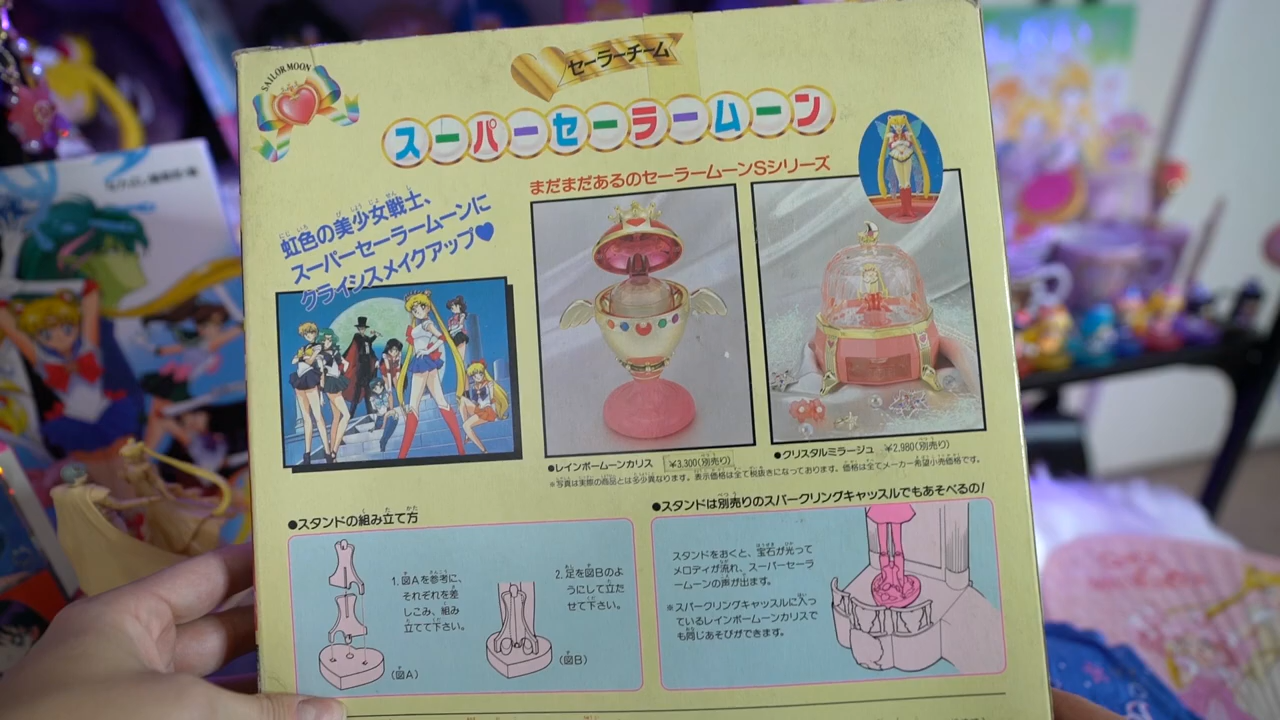 SAILOR MOON
セーラーチーム
スーパーセーラームーン
虹色の美少女戦士、
スーパーセーラームーンに
クライシスメイクアップ♥
まだまだあるのセーラームーンSシリーズ
●レインボームーンカリス ¥3,300(別売り)
●クリスタルミラージュ ¥2,980(別売り)
※写真は実際の商品とは多少異なります。表示価格は全て税抜きになっております。価格は全てメーカー希望小売価格です。
●スタンドの組み立て方
1. 図Aを参考に、
それぞれを差
しこみ、組み
立てて下さい。
(図A)
2. 足を図Bのよ
うにして立た
せて下さい。
(図B)
●スタンドは別売りのスパークリングキャッスルでもあそべるの!
スタンドをおくと、宝石が光って
メロディが流れ、スーパーセーラ
ームーンの声が出ます。
※スパークリングキャッスルに入っ
ているレインボームーンカリスで
も同じあそびができます。